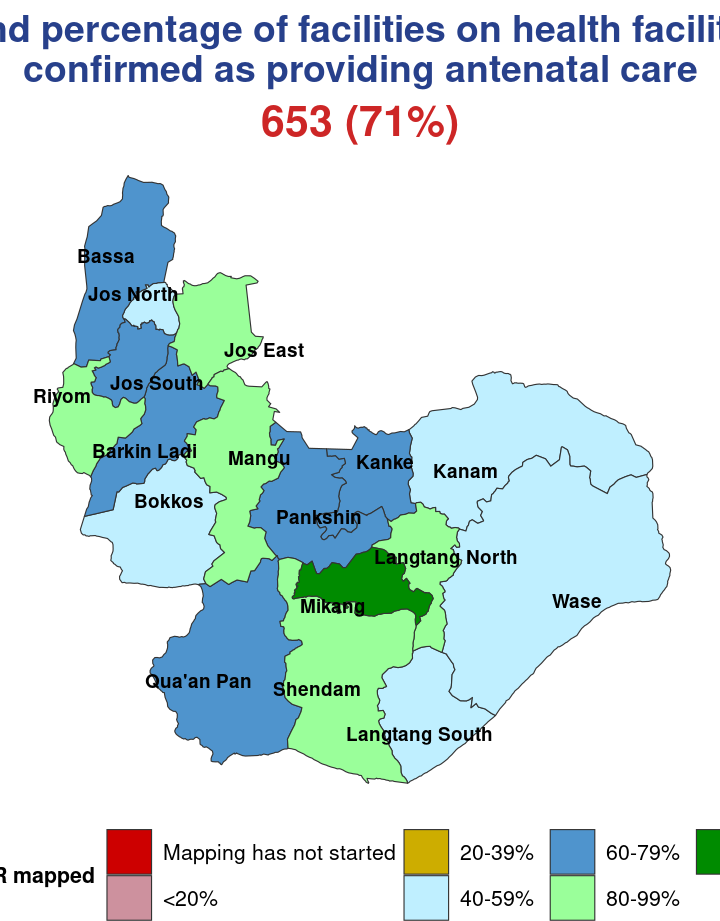 percentage of facilities on health
confirmed as providing antenatal care
653 (71%)
Bassa
Jos North
Jos East
Jos South
Riyom
Barkin Ladi
Mangu
Kanke
Kanam
Bokkos
Pankshin
Langtang North
Mikang
Wase
Qua'an Pan
Shendam
Langtang South
mapped
Mapping has not started
20-39%
60-79%
<20%
40-59%
80-99%